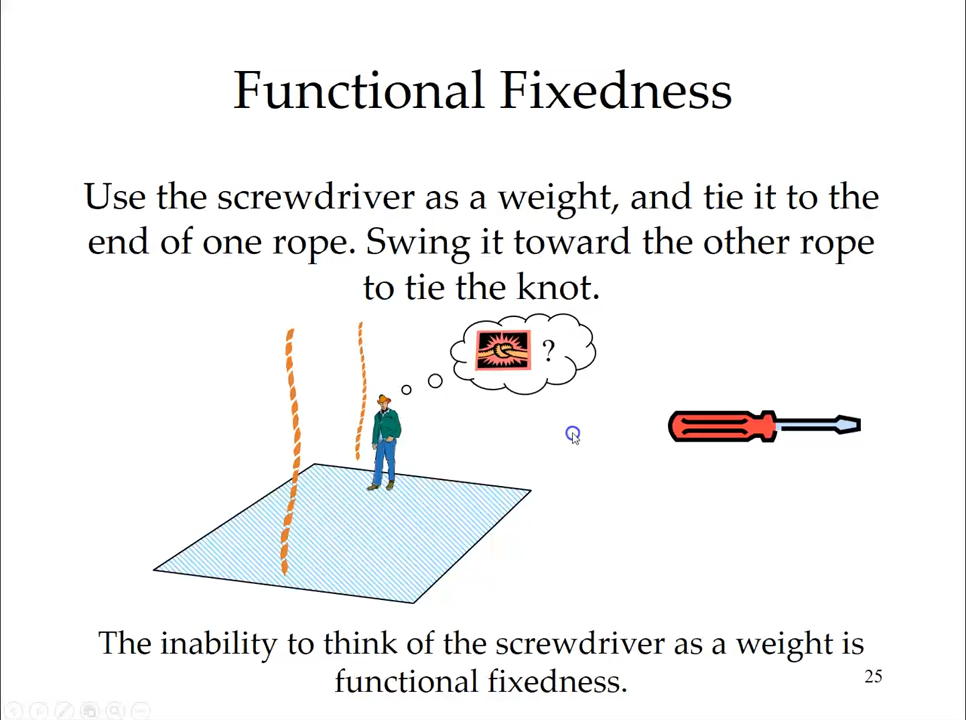 Functional Fixedness
Use the screwdriver as a weight, and tie it to the
end of one rope. Swing it toward the other rope
to tie the knot.
?
The inability to think of the screwdriver as a weight is
functional fixedness.
25